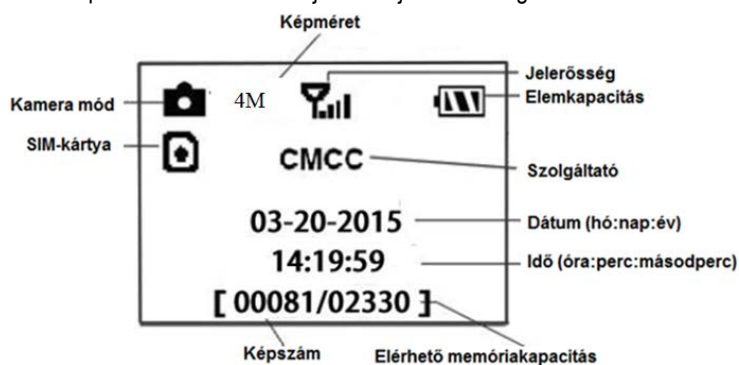 Képméret
Jelerősség
Kamera mód
4M
Elemkapacitás
SIM-kártya
CMCC
Szolgáltató
03-20-2015
Dátum (hó:nap:év)
14:19:59
Idő (óra:perc:másodperc)
[ 00081/02330 ]
Képszám
Elérhető memóriakapacitás